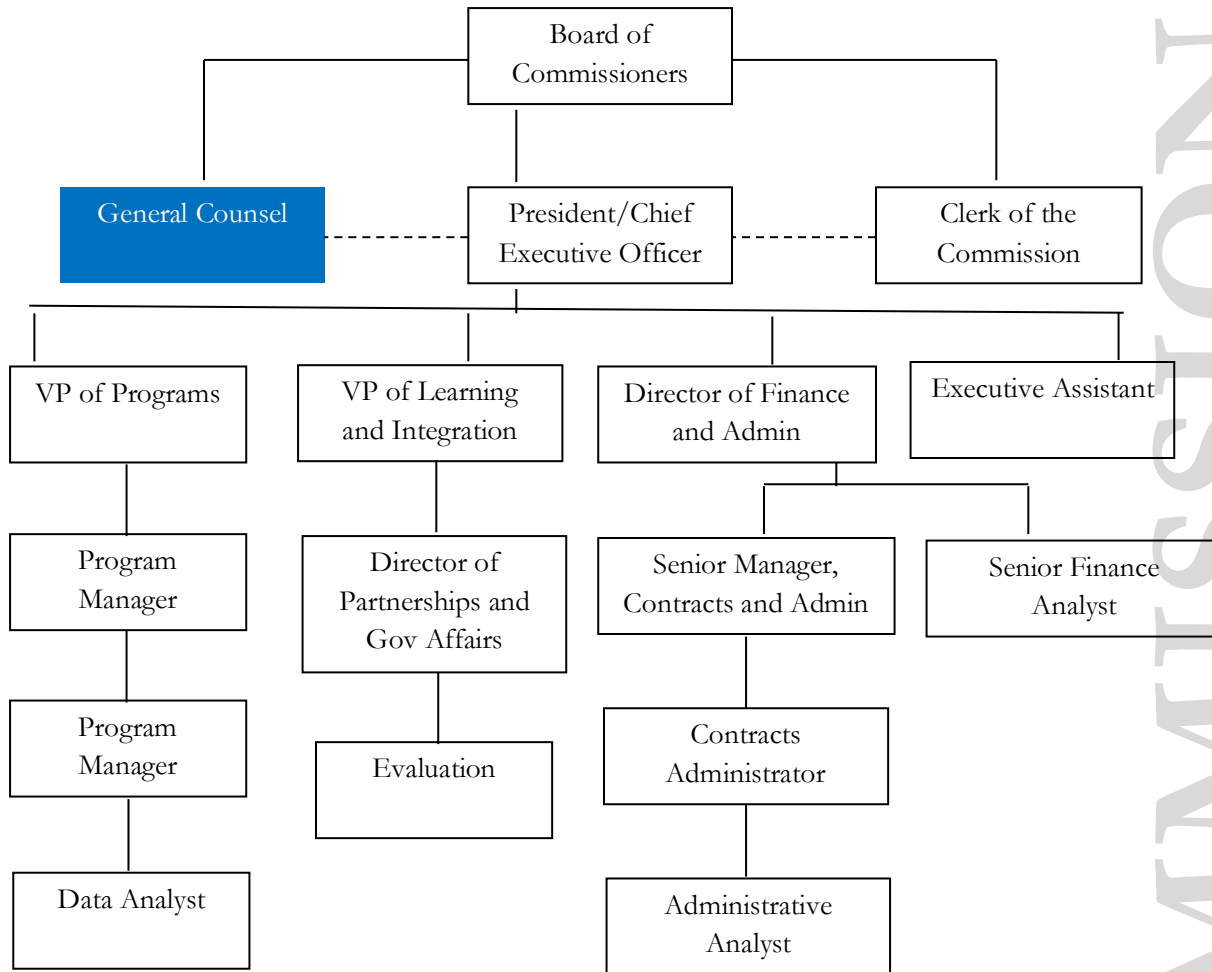 Board of
Commissioners
General Counsel
President/Chief
Executive Officer
Clerk of the
Commission
VP of Programs
VP of Learning
and Integration
Director of Finance
and Admin
Executive Assistant
Program
Manager
Director of
Partnerships and
Gov Affairs
Senior Manager,
Contracts and Admin
Senior Finance
Analyst
Program
Manager
Evaluation
Contracts
Administrator
Data Analyst
Administrative
Analyst
MMISSION